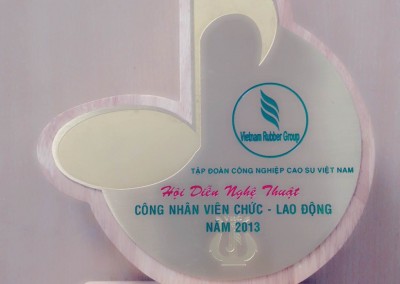 Vietnam Rubber Group
TẬP ĐOÀN CÔNG NGHIỆP CAO SU VIỆT NAM
Hội Diễn Nghệ Thuật
CÔNG NHÂN VIÊN CHỨC - LAO ĐỘNG
NĂM 2013